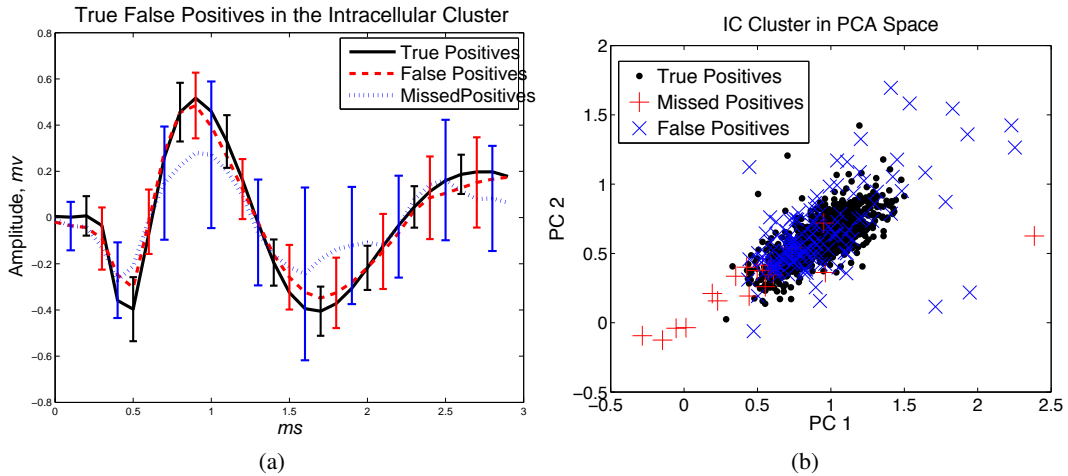 True False Positives in the Intracellular Cluster
0.8
0.6
0.4
0.2
0
−0.2
−0.4
−0.6
−0.8
Amplitude, mv
True Positives
False Positives
MissedPositives
0 0.5 1 1.5 2 2.5 3
ms
(a)
IC Cluster in PCA Space
2
1.5
1
0.5
0
−0.5
PC 2
True Positives
Missed Positives
False Positives
−0.5 0 0.5 1 1.5 2 2.5
PC 1
(b)